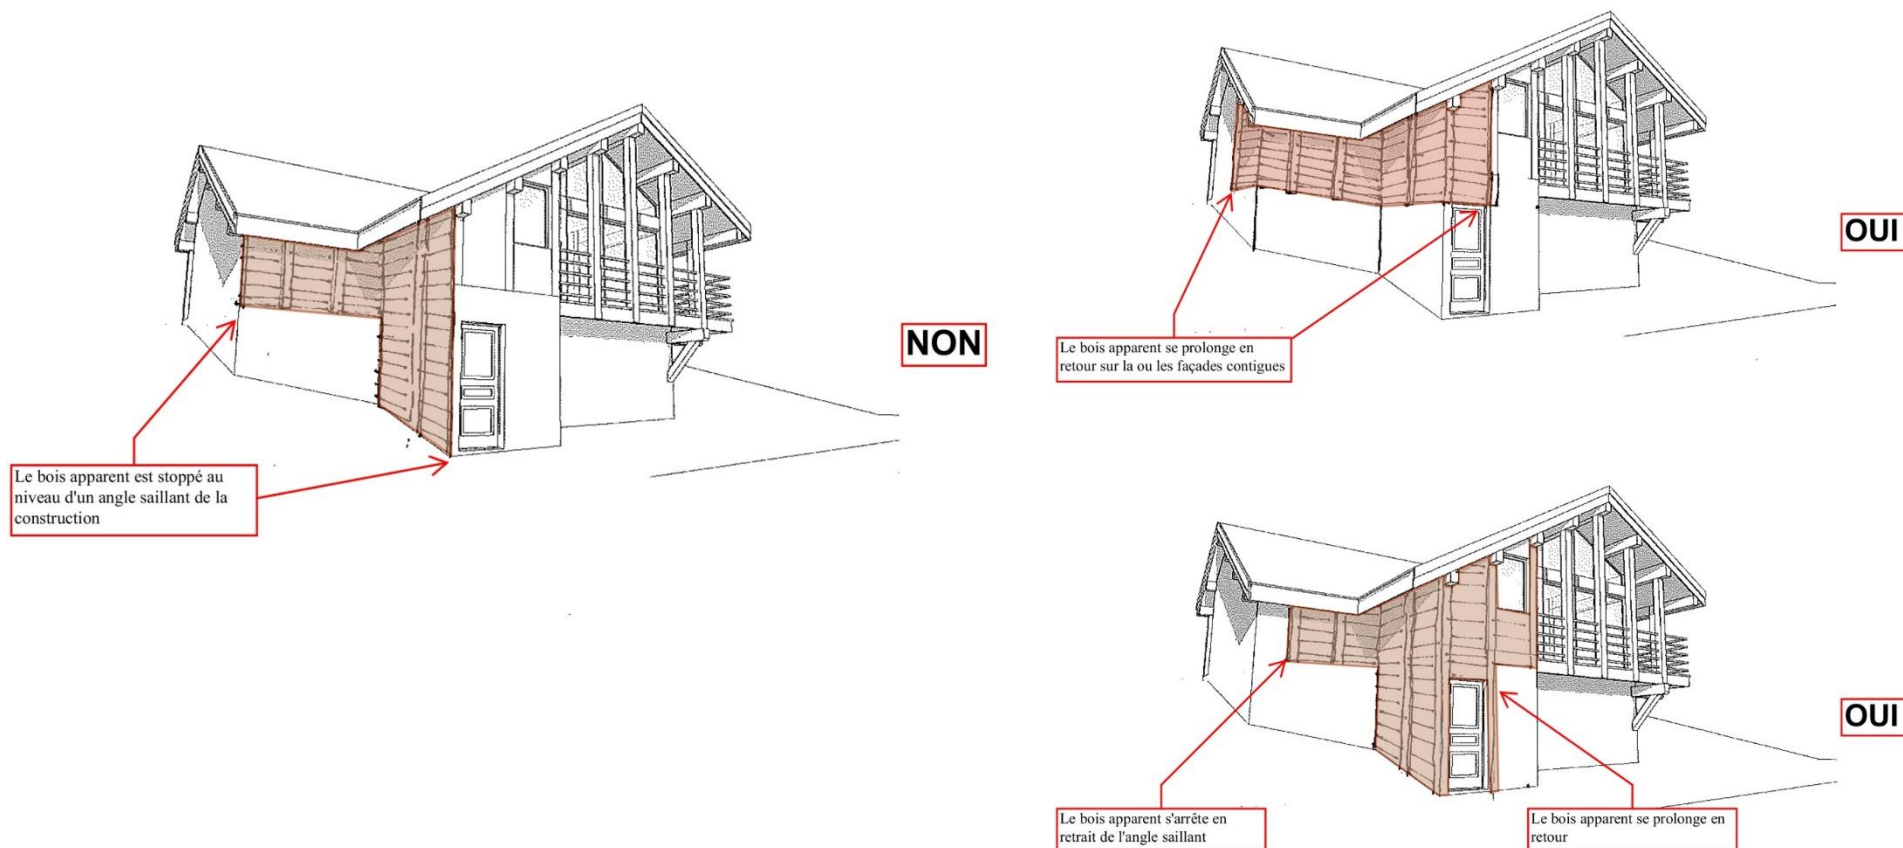 NON
Le bois apparent est stoppé au
niveau d'un angle saillant de la
construction
OUI
Le bois apparent se prolonge en
retour sur la ou les façades contigues
OUI
Le bois apparent s'arrête en
retrait de l'angle saillant
Le bois apparent se prolonge en
retour